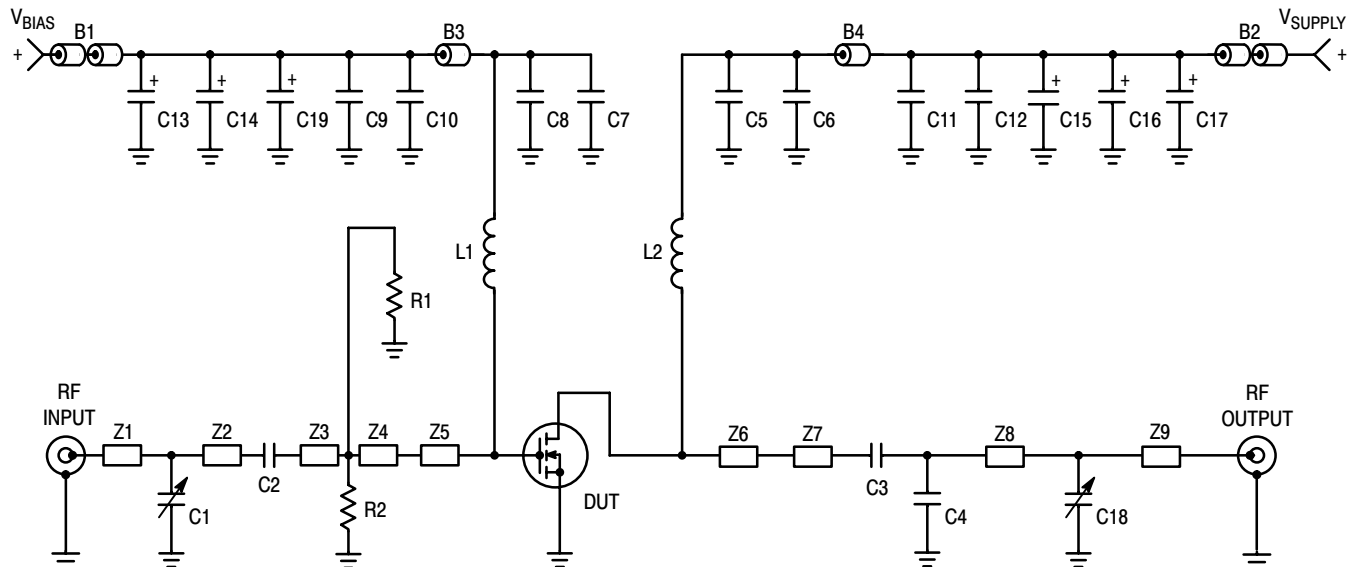 VBIAS
+
B1
B3
B4
B2
VSUPPLY
+
+
+
+
+
+
+
C13
C14
C19
C9
C10
C8
C7
C5
C6
C11
C12
C15
C16
C17
L1
L2
R1
RF
INPUT
Z1
Z2
Z3
Z4
Z5
Z6
Z7
Z8
Z9
RF
OUTPUT
C2
C3
C1
R2
DUT
C4
C18